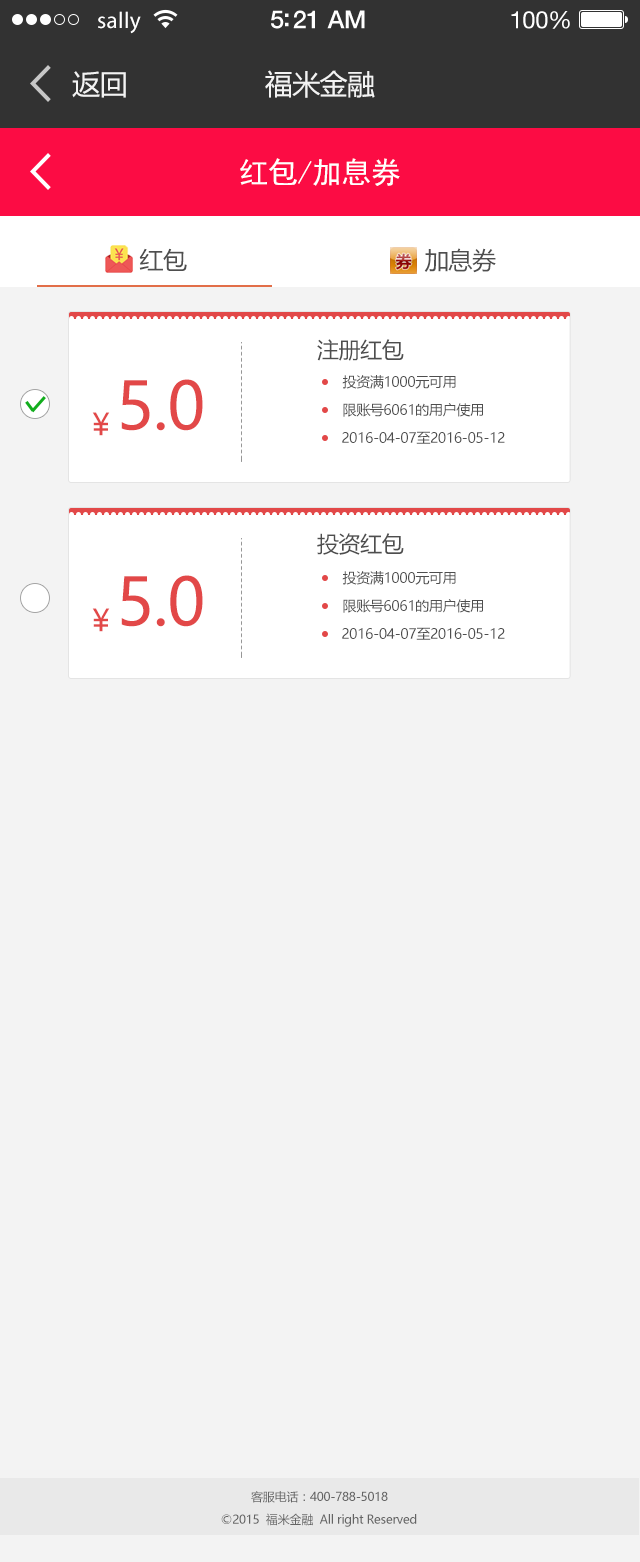 sally 5:21 AM 100%
返回 福米金融
红包/加息券
红包 券 加息券
注册红包
¥ 5.0
投资满1000元可用
限账号6061的用户使用
2016-04-07至2016-05-12
投资红包
¥ 5.0
投资满1000元可用
限账号6061的用户使用
2016-04-07至2016-05-12
客服电话：400-788-5018
©2015 福米金融 All right Reserved